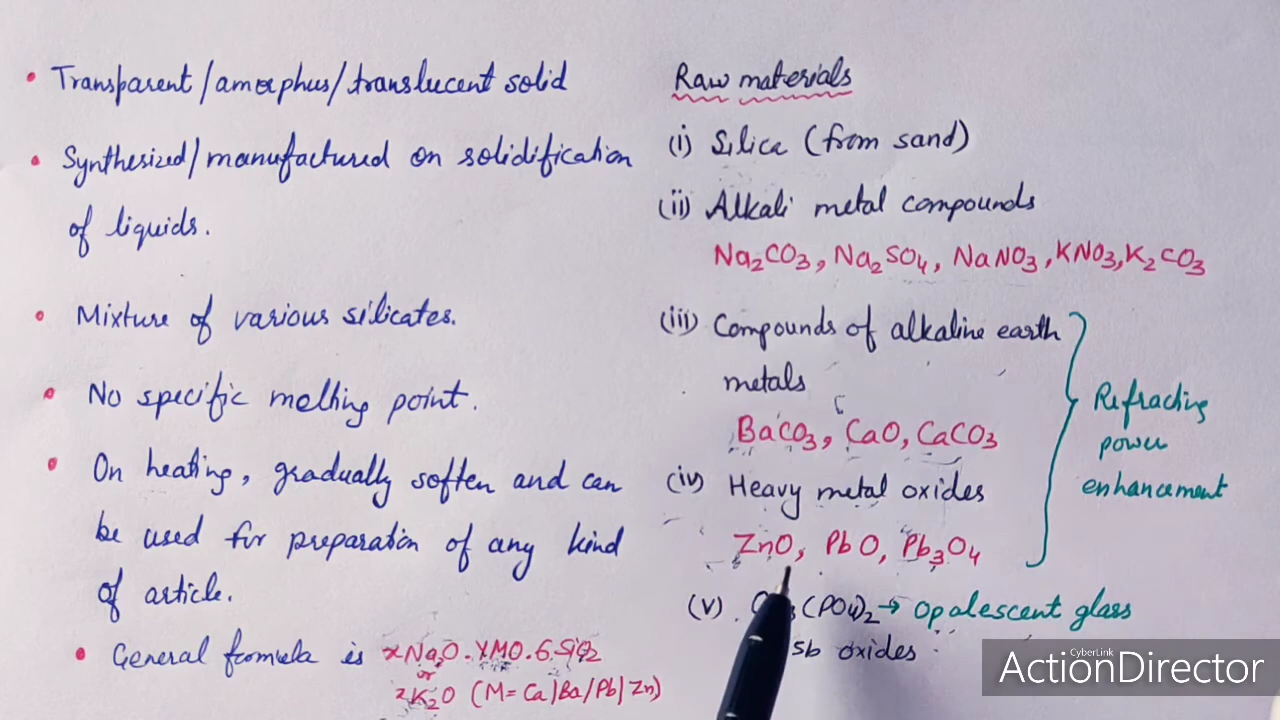 • Transparent/amorphus/translucent solid
• Synthesized/manufactured on solidification
of liquids.
• Mixture of various silicates.
• No specific melting point.
• On heating, gradually soften and can
be used for preparation of any kind
of article.
• General formula is xNa₂O.YMO.6.SiO₂
or
xK₂O (M=Ca|Ba/Pb|Zn)
Raw materials
(i) Silica (from sand)
(ii) Alkali metal compounds
Na₂CO₃, Na₂SO₄, NaNO₃, KNO₃, K₂CO₃
(iii) Compounds of alkaline earth
metals
BaCO₃, CaO, CaCO₃
(iv) Heavy metal oxides
ZnO, PbO, Pb₃O₄
Refracting
power
enhancement
(v) (PO4)₂ → opalescent glass
sb oxides
CyberLink
ActionDirector